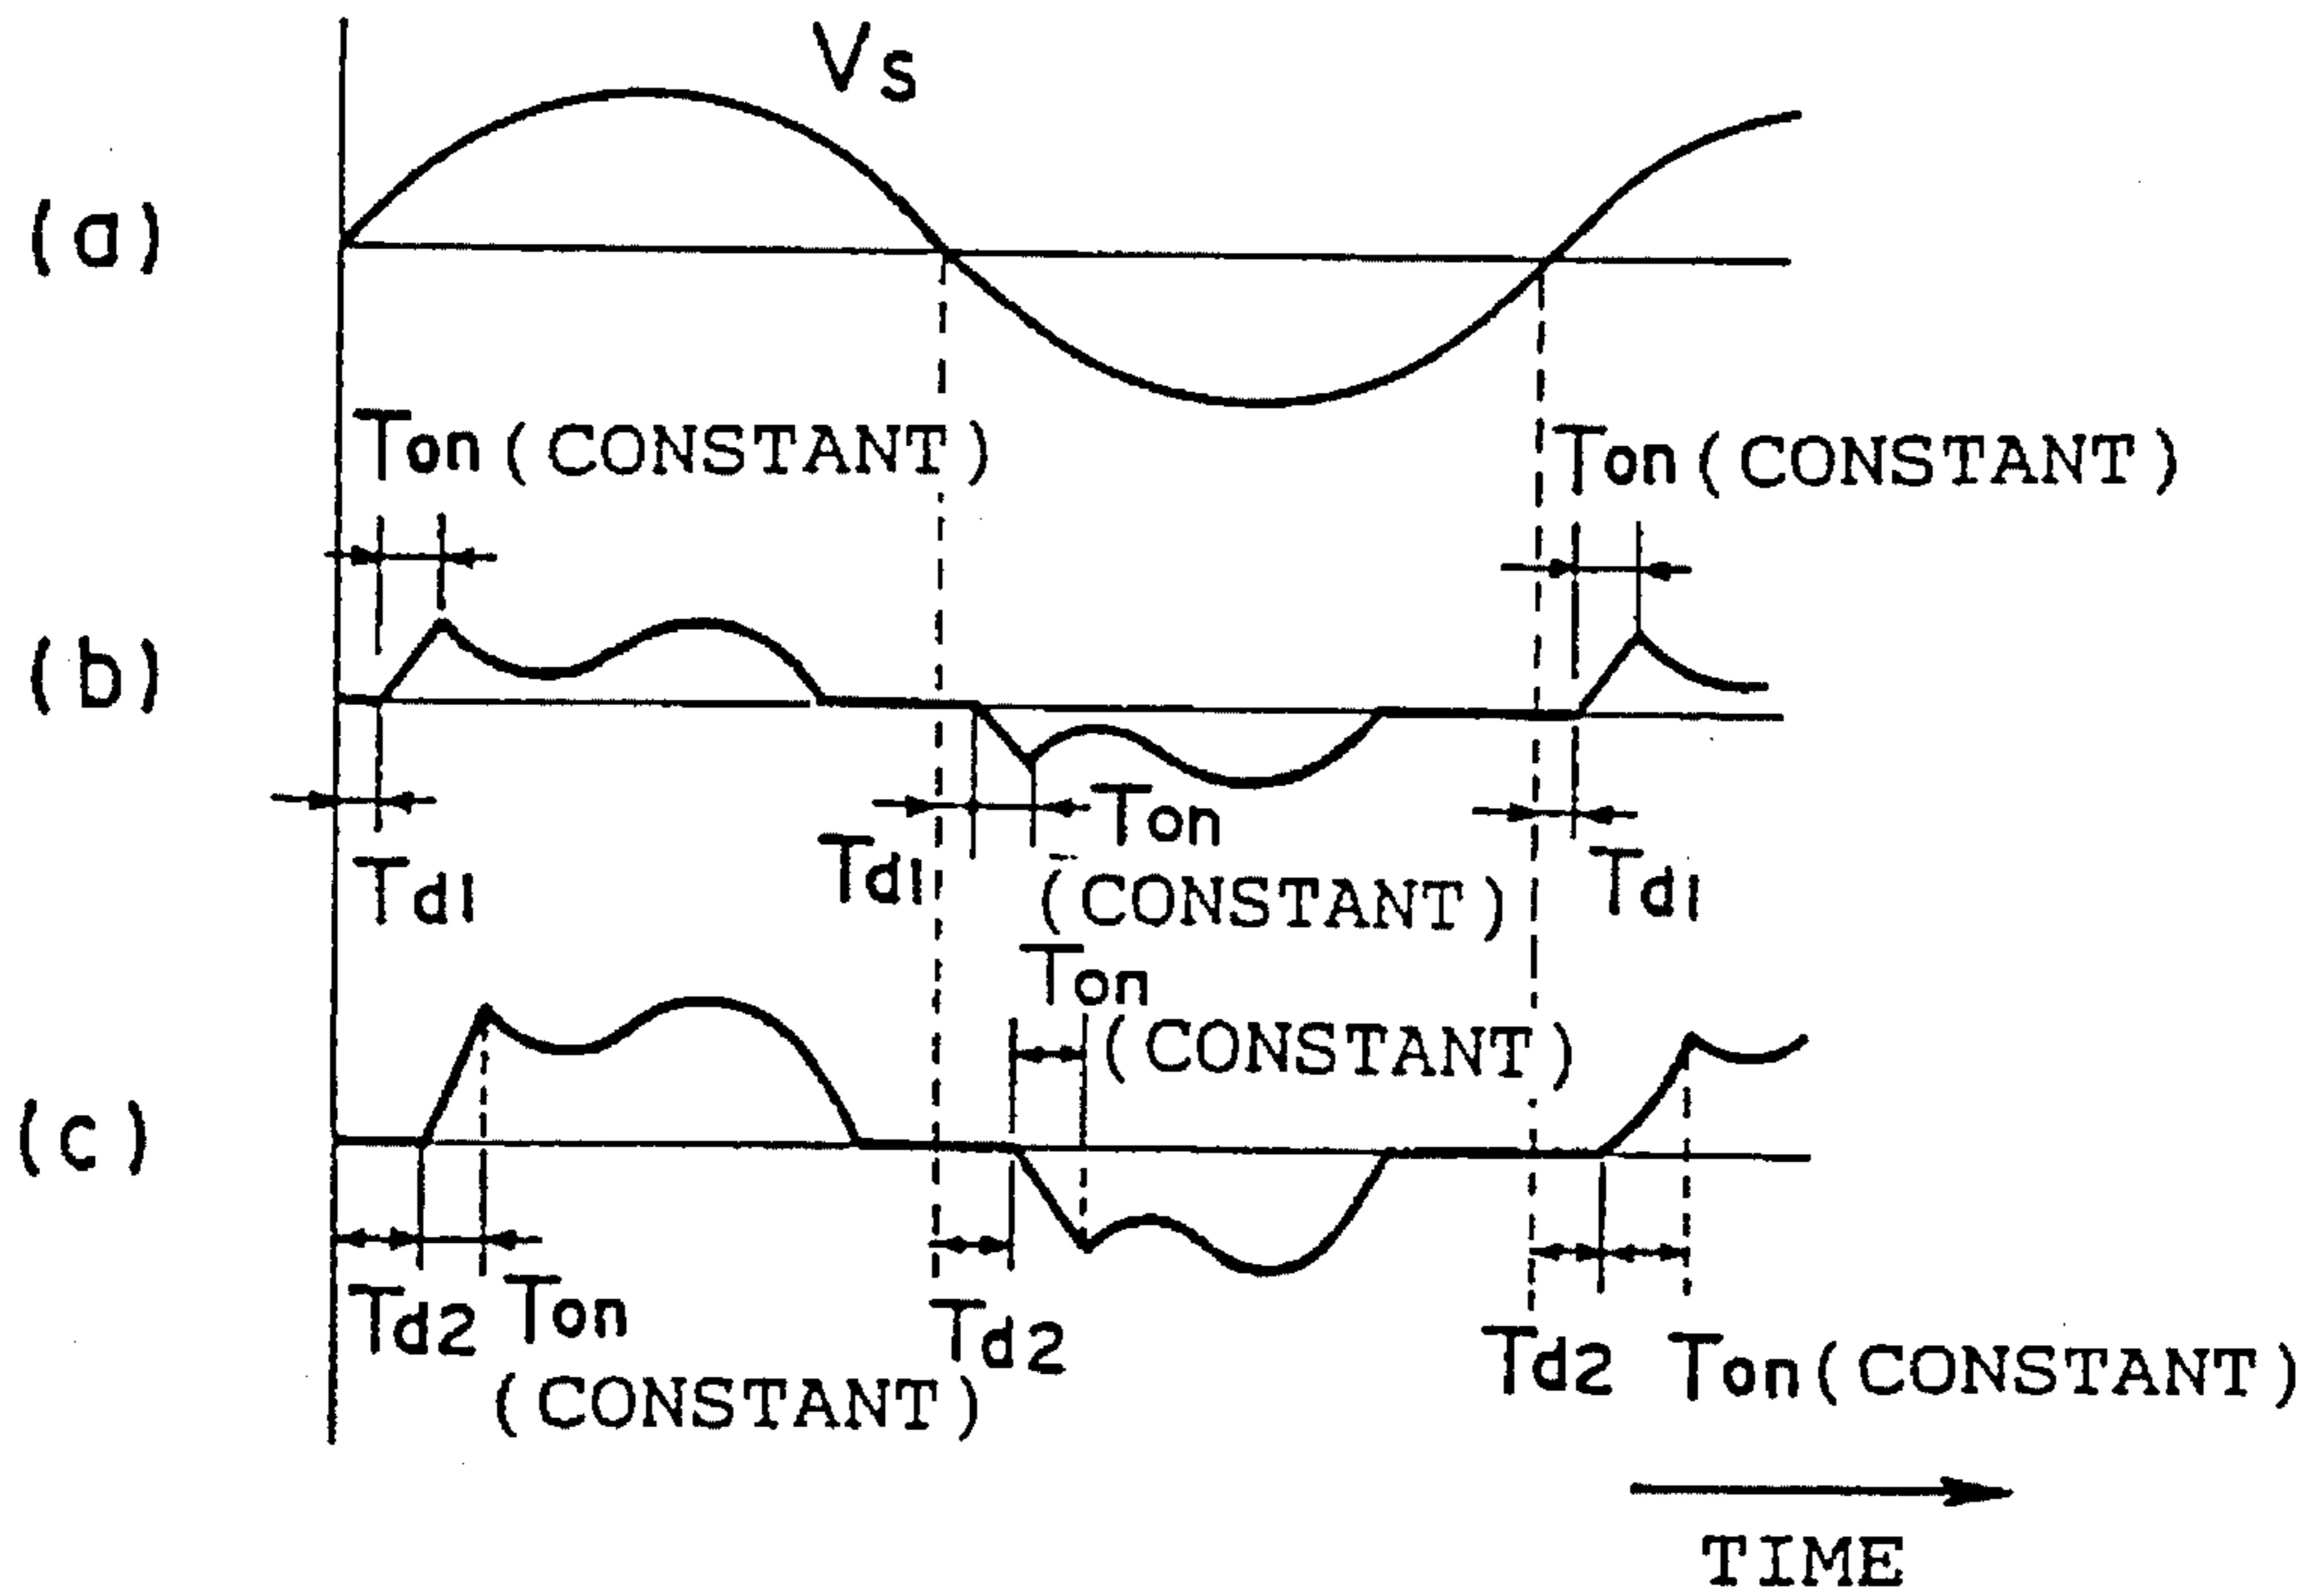 Vs
(a)
Ton (CONSTANT)
Ton (CONSTANT)
(b)
Td1
Td1
Ton
(CONSTANT)
Td1
Ton
(CONSTANT)
(c)
Td2
Ton
(CONSTANT)
Td2
Td2
Ton (CONSTANT)
TIME